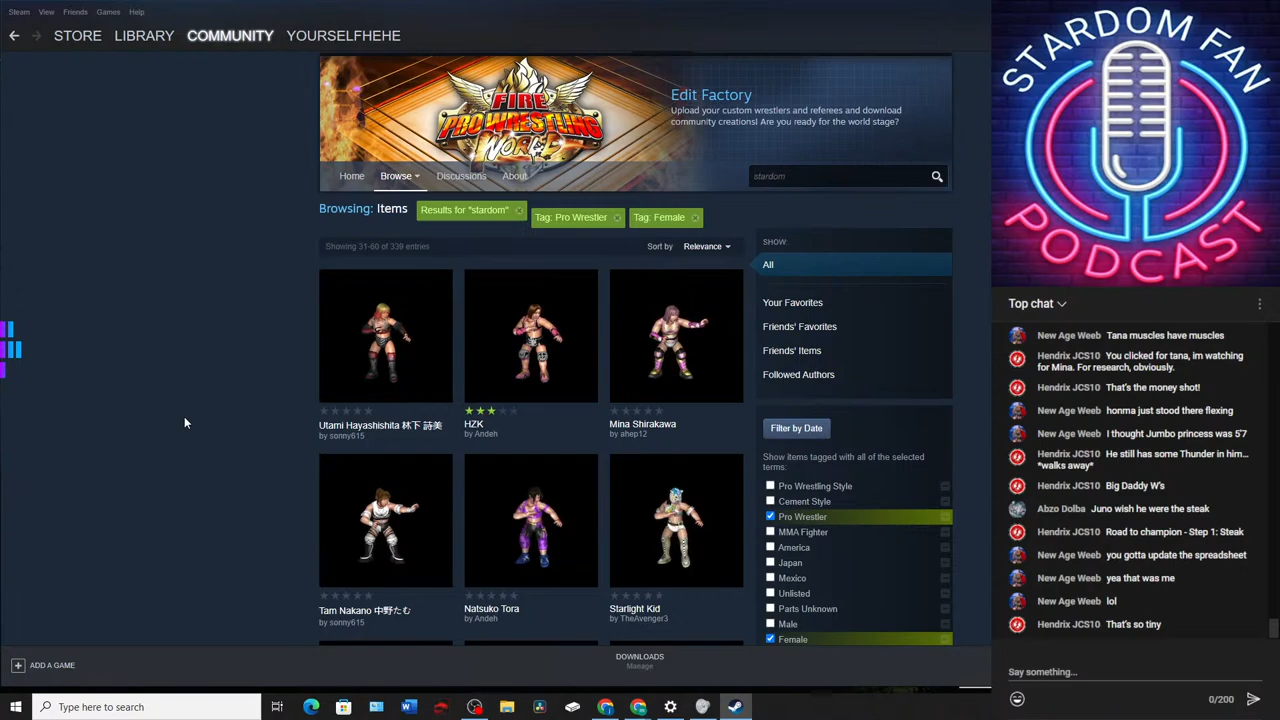 Steam View Friends Games Help
STORE LIBRARY COMMUNITY YOURSELFHEHE
FIRE
PRO WRESTLING
WORLD
Edit Factory
Upload your custom wrestlers and referees and download
community creations! Are you ready for the world stage?
Home Browse Discussions About
stardom
Browsing: Items Results for "stardom" Tag: Pro Wrestler Tag: Female
Showing 31-60 of 339 entries
Sort by Relevance
Utami Hayashishita 林下 詩美
by sonny615
HZK
by Andeh
Mina Shirakawa
by ahep12
Tam Nakano 中野たむ
by sonny615
Natsuko Tora
by Andeh
Starlight Kid
by TheAvenger3
SHOW:
All
Your Favorites
Friends' Favorites
Friends' Items
Followed Authors
Filter by Date
Show items tagged with all of the selected
terms:
Pro Wrestling Style
Cement Style
Pro Wrestler
MMA Fighter
America
Japan
Mexico
Unlisted
Parts Unknown
Male
Female
ADD A GAME
DOWNLOADS
Manage
Type here to search
STARDOM FAN
PODCAST
Top chat
New Age Weeb Tana muscles have muscles
Hendrix JCS10 You clicked for tana, im watching
for Mina. For research, obviously.
Hendrix JCS10 That's the money shot!
New Age Weeb honma just stood there flexing
New Age Weeb I thought Jumbo princess was 5'7
Hendrix JCS10 He still has some Thunder in him...
*walks away*
Hendrix JCS10 Big Daddy W's
Abzo Dolba Juno wish he were the steak
Hendrix JCS10 Road to champion - Step 1: Steak
New Age Weeb you gotta update the spreadsheet
New Age Weeb yea that was me
New Age Weeb lol
Hendrix JCS10 That's so tiny
Say something...
0/200